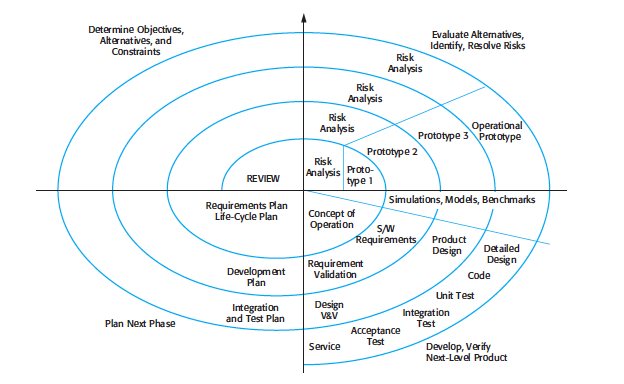 Determine Objectives,
Alternatives, and
Constraints
Evaluate Alternatives,
Identify, Resolve Risks
Risk
Analysis
Risk
Analysis
Risk
Analysis
Risk
Analysis
Proto-
type 1
Prototype 2
Prototype 3
Operational
Prototype
REVIEW
Simulations, Models, Benchmarks
Requirements Plan
Life-Cycle Plan
Concept of
Operation
S/W
Requirements
Product
Design
Detailed
Design
Development
Plan
Requirement
Validation
Code
Unit Test
Integration
and Test Plan
Design
V&V
Integration
Test
Acceptance
Test
Plan Next Phase
Service
Develop, Verify
Next-Level Product